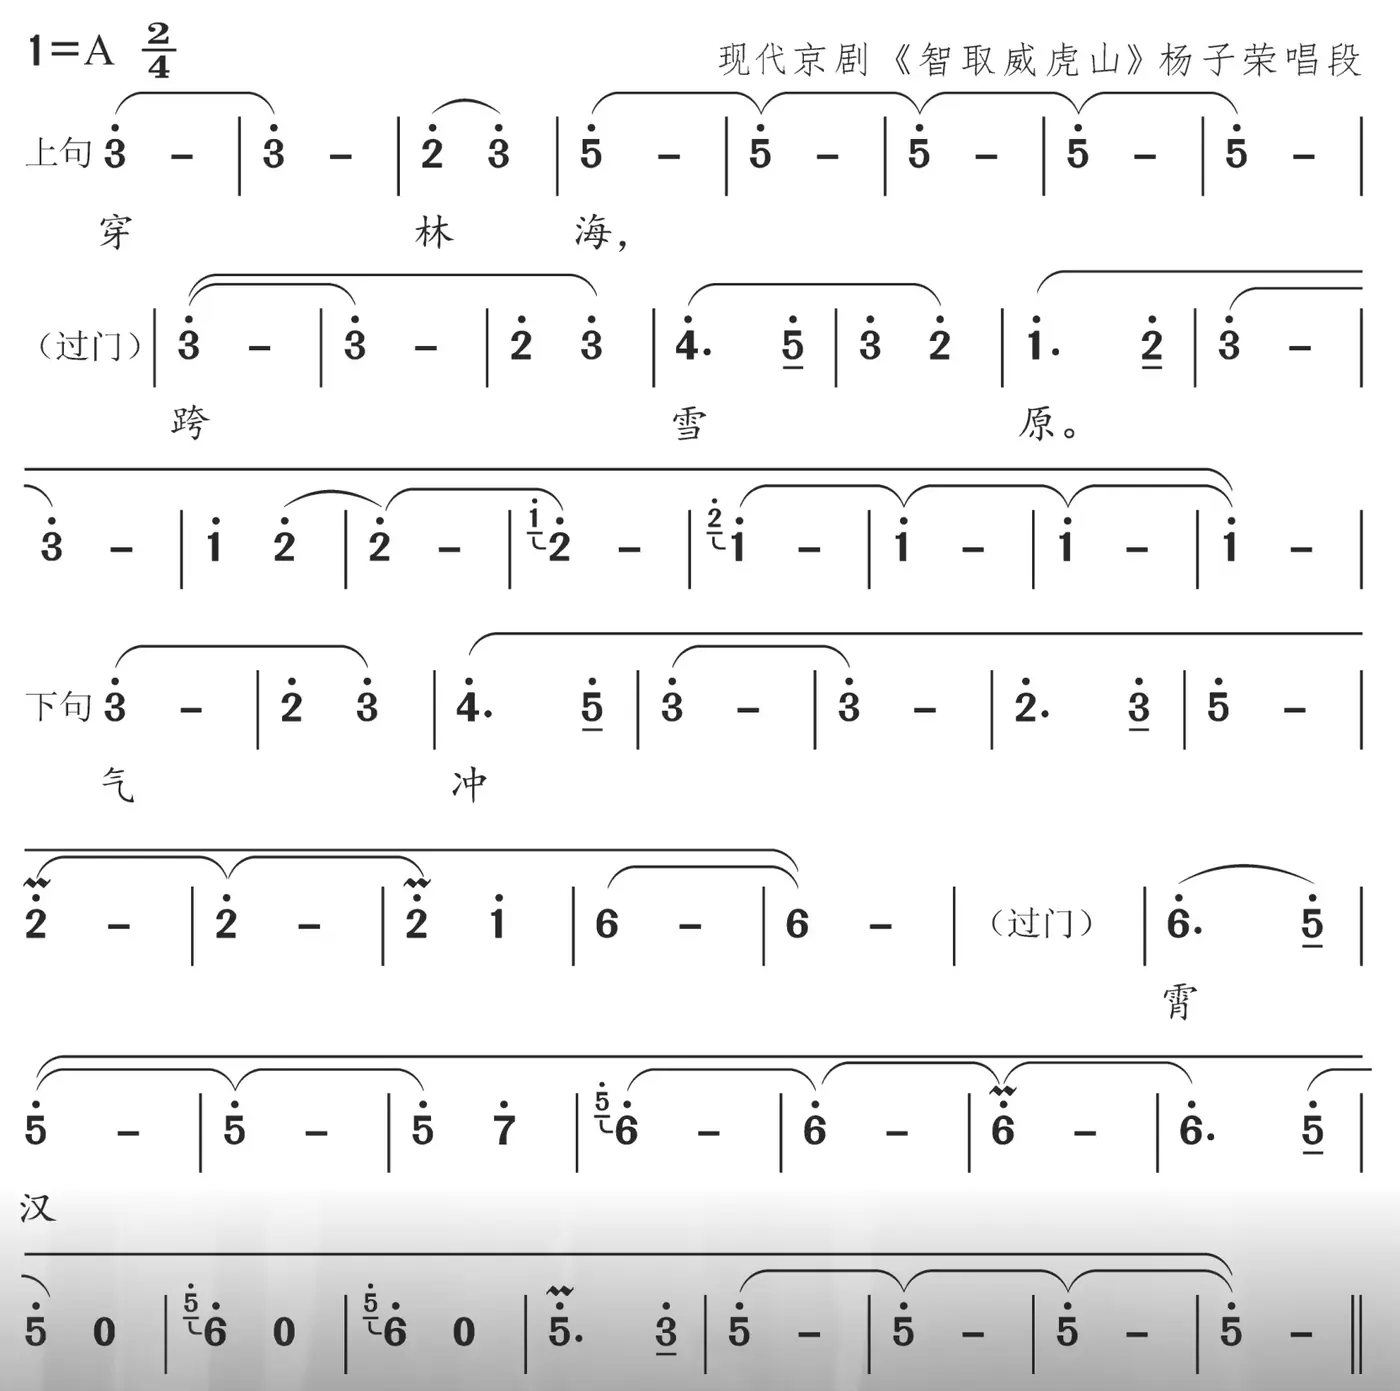 1=A 2/4
现代京剧《智取威虎山》杨子荣唱段
上句 3̇ – | 3̇ – | 2̇ 3̇ | 5̇ – | 5̇ – | 5̇ – | 5̇ – | 5̇ – |
穿 林 海，
（过门）| 3̇ – | 3̇ – | 2̇ 3̇ | 4̇. 5̇ | 3̇ 2̇ | 1̇. 2̇ | 3̇ – |
跨 雪 原。
3̇ – | 1̇ 2̇ | 2̇ – | 1̇ 2̇ – | 2̇ 1̇ – | 1̇ – | 1̇ – | 1̇ – |
下句 3̇ – | 2̇ 3̇ | 4̇. 5̇ | 3̇ – | 3̇ – | 2̇. 3̇ | 5̇ – |
气 冲
2̇ – | 2̇ – | 2̇ 1̇ | 6 – | 6 – | （过门） | 6̇. 5̇ |
霄
5̇ – | 5̇ – | 5̇ 7̇ | 5̇ 6̇ – | 6̇ – | 6̇ – | 6̇. 5̇ |
汉
5̇ 0 | 5̇ 6̇ 0 | 5̇ 6̇ 0 | 5̇. 3̇ | 5̇ – | 5̇ – | 5̇ – | 5̇ – ‖